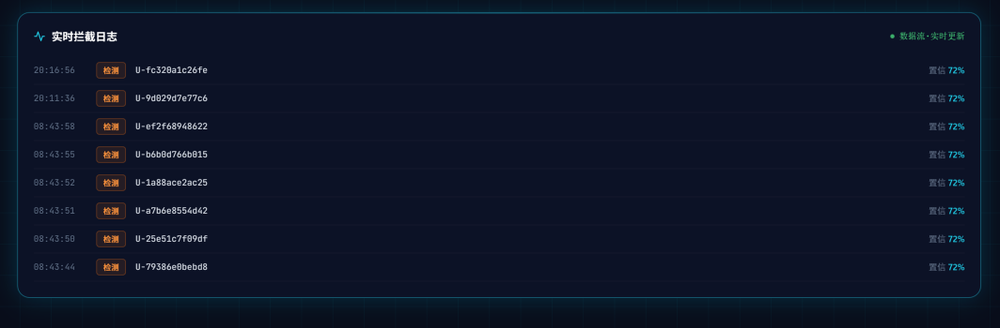 实时拦截日志 数据流·实时更新
20:16:56 检测 U-fc320a1c26fe 置信 72%
20:11:36 检测 U-9d029d7e77c6 置信 72%
08:43:58 检测 U-ef2f68948622 置信 72%
08:43:55 检测 U-b6b0d766b015 置信 72%
08:43:52 检测 U-1a88ace2ac25 置信 72%
08:43:51 检测 U-a7b6e8554d42 置信 72%
08:43:50 检测 U-25e51c7f09df 置信 72%
08:43:44 检测 U-79386e0bebd8 置信 72%